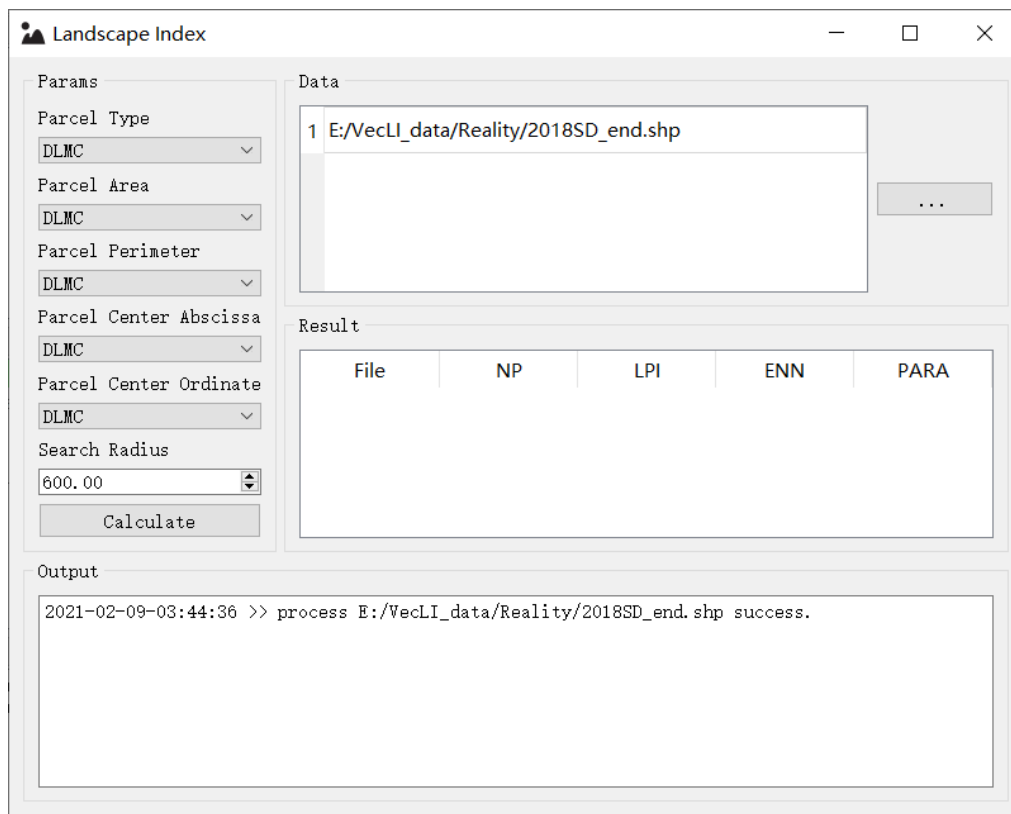 Landscape Index
Params
Parcel Type
DLMC
Parcel Area
DLMC
Parcel Perimeter
DLMC
Parcel Center Abscissa
DLMC
Parcel Center Ordinate
DLMC
Search Radius
600.00
Calculate
Data
1 E:/VecLI_data/Reality/2018SD_end.shp
...
Result
File NP LPI ENN PARA
Output
2021-02-09-03:44:36 >> process E:/VecLI_data/Reality/2018SD_end.shp success.